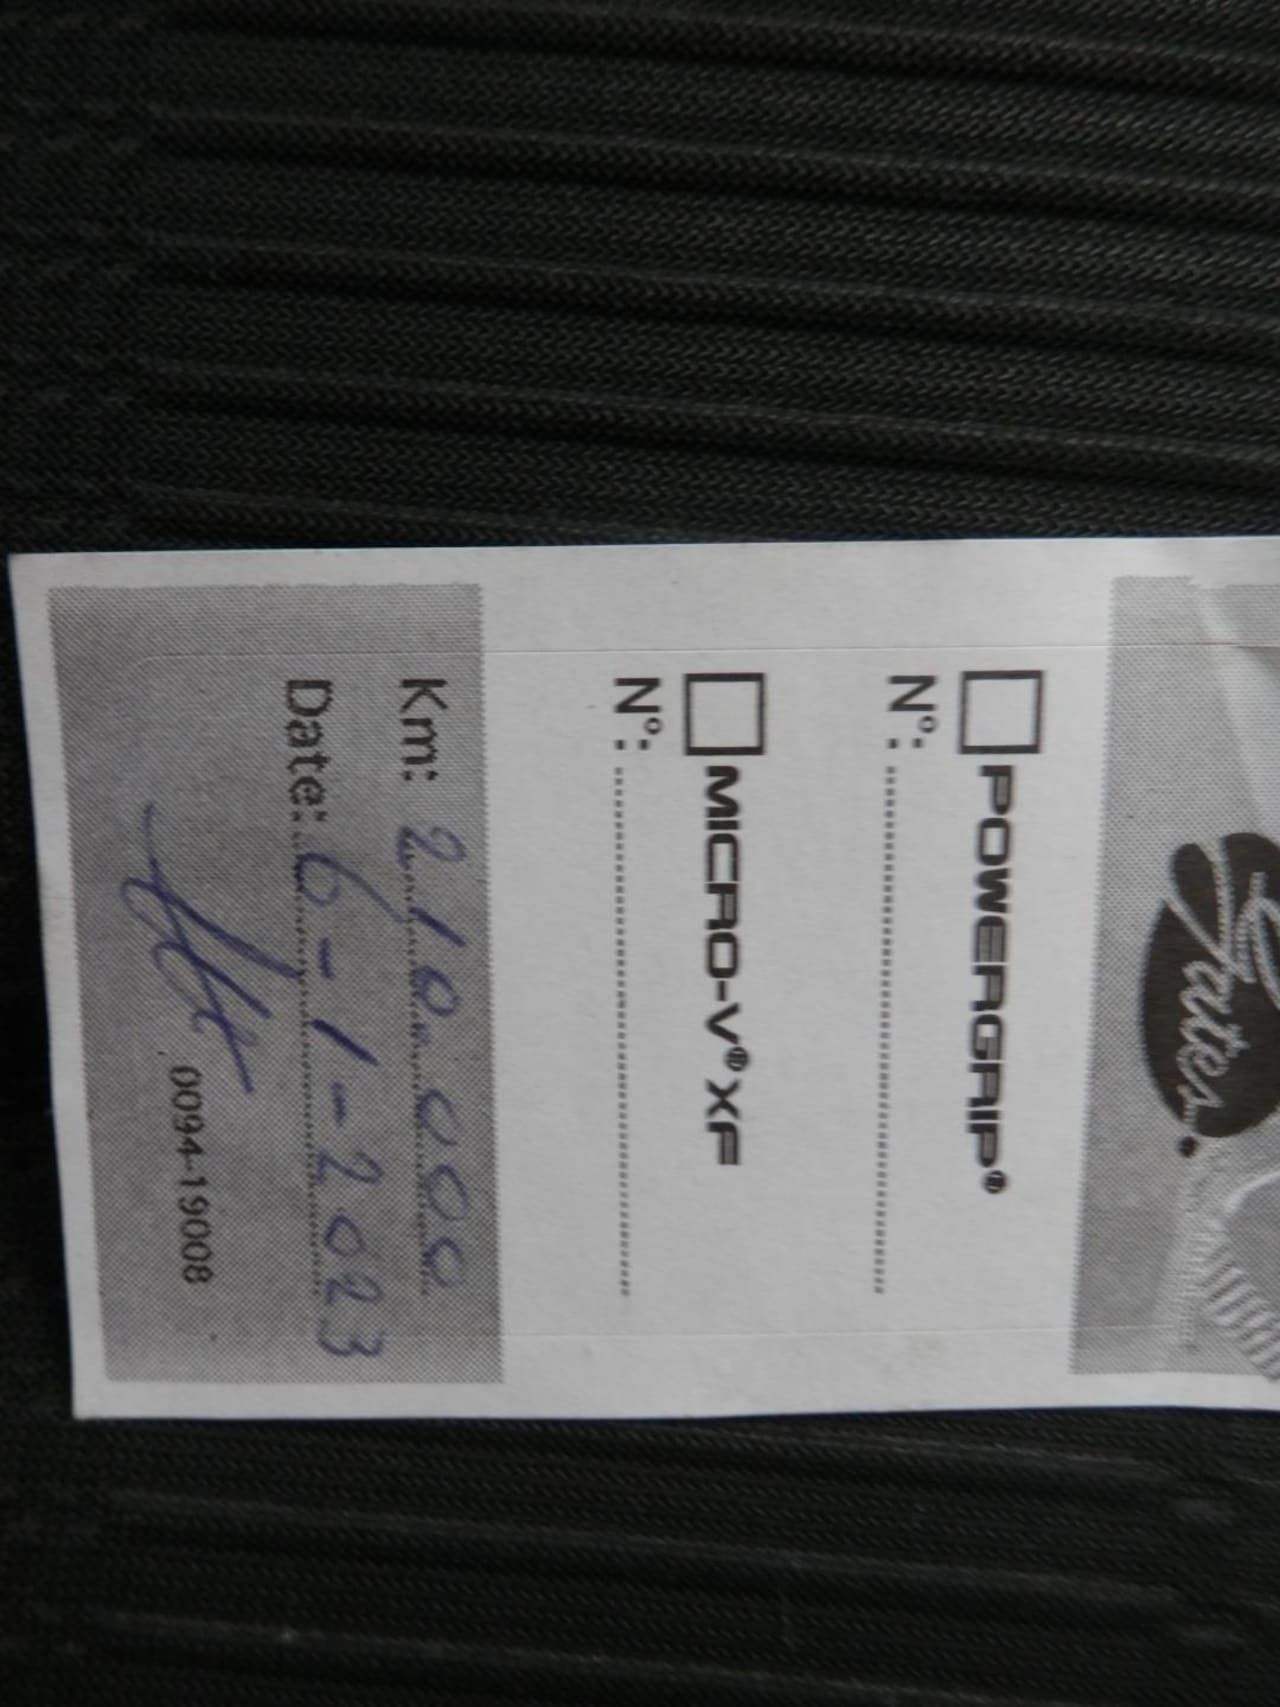 Gates
POWERGRIP®
N°:
MICRO-V® XF
N°:
Km: 210.000
Date: 6-1-2023
0094-19008